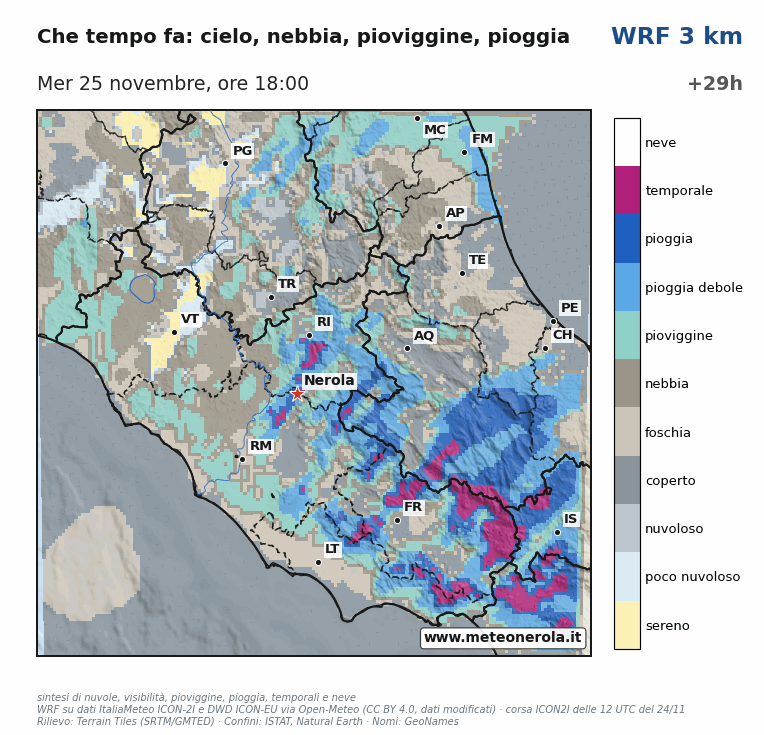 Che tempo fa: cielo, nebbia, pioviggine, pioggia
WRF 3 km
Mer 25 novembre, ore 18:00
+29h
MC
FM
PG
AP
TE
TR
PE
VT
RI
CH
AQ
Nerola
RM
FR
IS
LT
www.meteonerola.it
neve
temporale
pioggia
pioggia debole
pioviggine
nebbia
foschia
coperto
nuvoloso
poco nuvoloso
sereno
sintesi di nuvole, visibilità, pioviggine, pioggia, temporali e neve
WRF su dati ItaliaMeteo ICON-2I e DWD ICON-EU via Open-Meteo (CC BY 4.0, dati modificati) · corsa ICON2I delle 12 UTC del 24/11
Rilievo: Terrain Tiles (SRTM/GMTED) · Confini: ISTAT, Natural Earth · Nomi: GeoNames